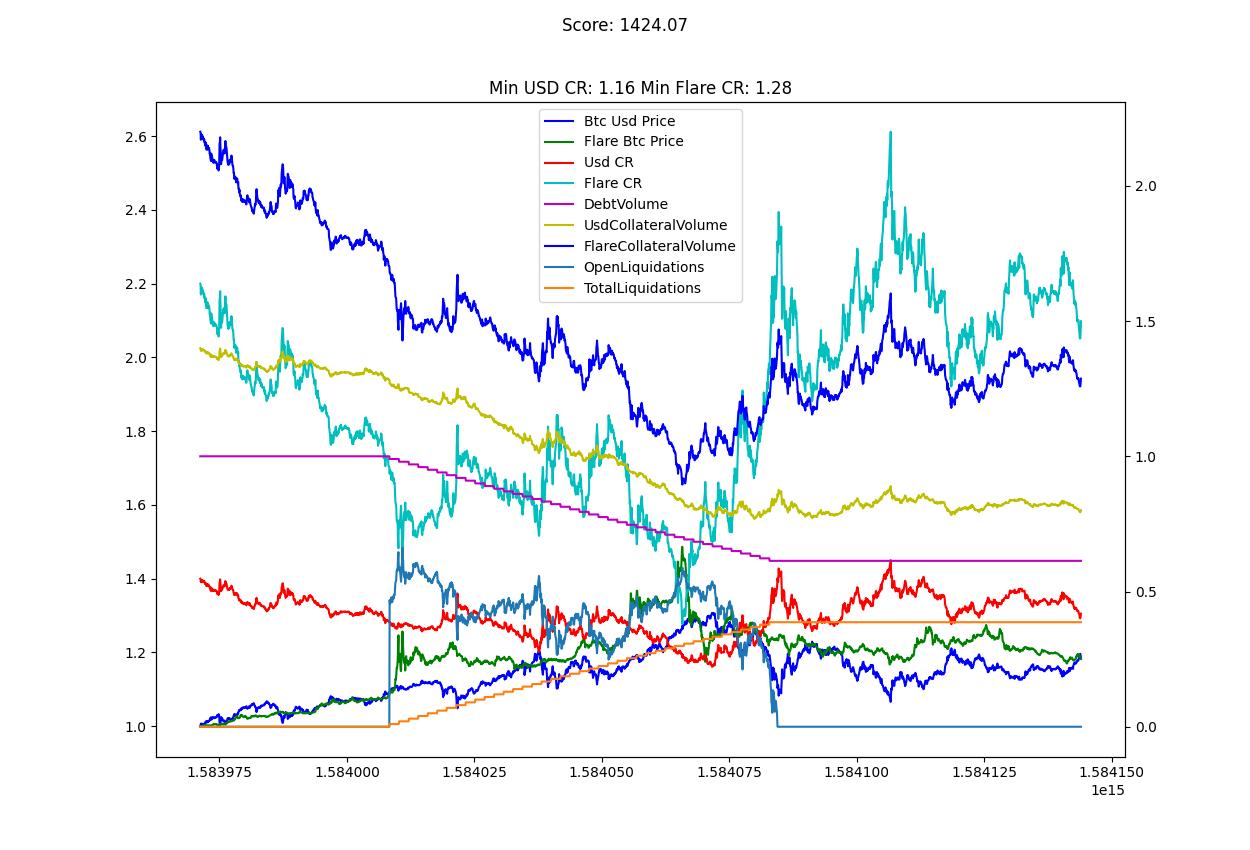 Score: 1424.07
Min USD CR: 1.16 Min Flare CR: 1.28
Btc Usd Price
Flare Btc Price
Usd CR
Flare CR
DebtVolume
UsdCollateralVolume
FlareCollateralVolume
OpenLiquidations
TotalLiquidations
2.6
2.4
2.2
2.0
1.8
1.6
1.4
1.2
1.0
2.0
1.5
1.0
0.5
0.0
1.583975
1.584000
1.584025
1.584050
1.584075
1.584100
1.584125
1.584150
1e15